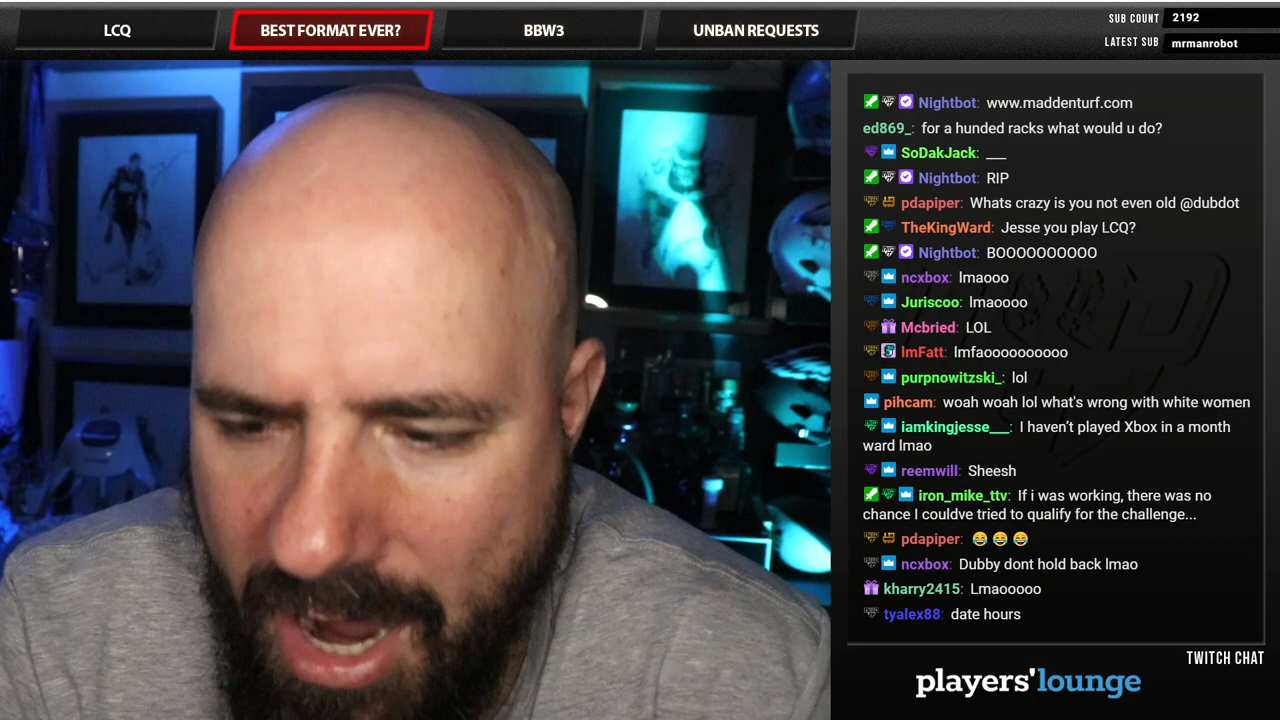 LCQ
BEST FORMAT EVER?
BBW3
UNBAN REQUESTS
SUB COUNT 2192
LATEST SUB mrmanrobot
Nightbot: www.maddenturf.com
ed869_: for a hunded racks what would u do?
SoDakJack: ___
Nightbot: RIP
pdapiper: Whats crazy is you not even old @dubdot
TheKingWard: Jesse you play LCQ?
Nightbot: BOOOOOOOOOO
ncxbox: lmaooo
Juriscoo: lmaoooo
Mcbried: LOL
ImFatt: lmfaoooooooooo
purpnowitzski_: lol
pihcam: woah woah lol what's wrong with white women
iamkingjesse___: I haven't played Xbox in a month
ward lmao
reemwill: Sheesh
iron_mike_ttv: If i was working, there was no
chance I couldve tried to qualify for the challenge...
pdapiper: 😂 😂 😂
ncxbox: Dubby dont hold back lmao
kharry2415: Lmaooooo
tyalex88: date hours
TWITCH CHAT
players'lounge